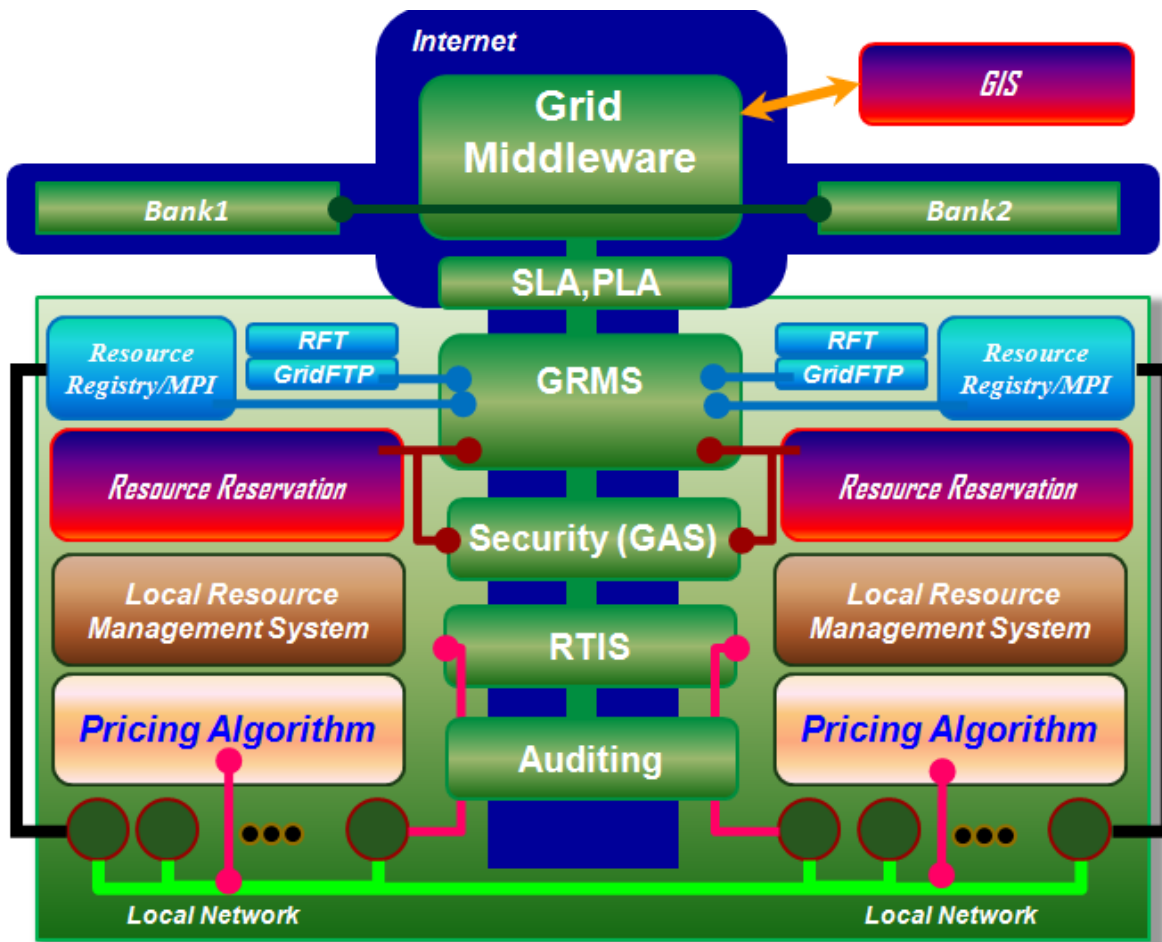 Internet
Grid
Middleware
GIS
Bank1
Bank2
SLA,PLA
Resource
Registry/MPI
RFT
GridFTP
GRMS
RFT
GridFTP
Resource
Registry/MPI
Resource Reservation
Resource Reservation
Security (GAS)
Local Resource
Management System
Local Resource
Management System
RTIS
Pricing Algorithm
Pricing Algorithm
Auditing
Local Network
Local Network